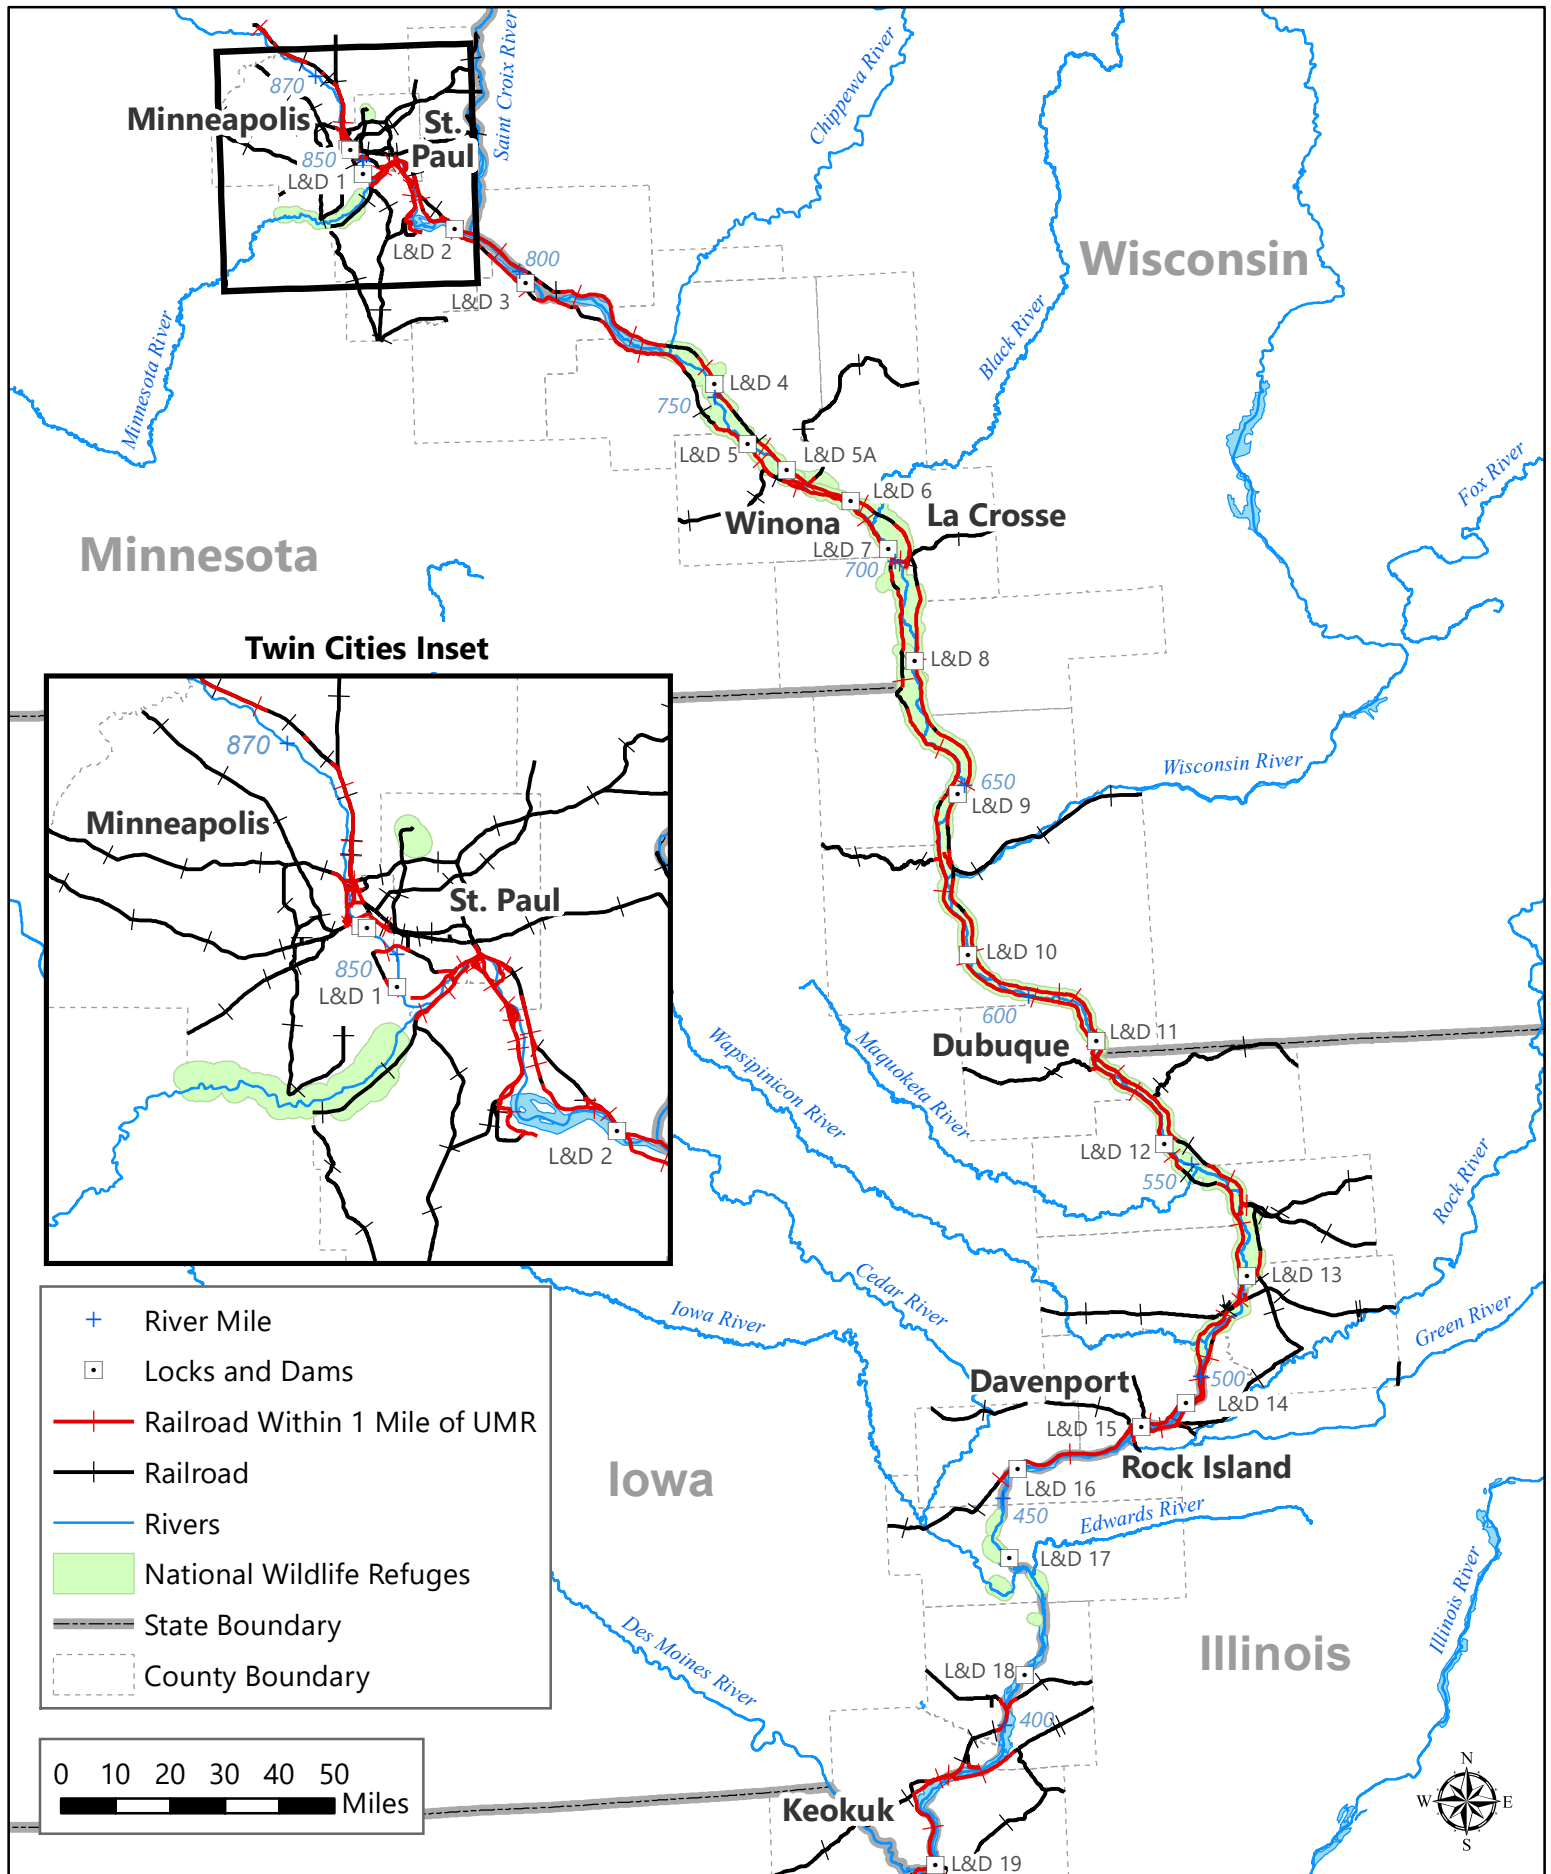 Saint Croix River
Chippewa River
870
Minneapolis
St.
Paul
850
L&D 1
L&D 2
Wisconsin
800
L&D 3
Minnesota River
Black River
L&D 4
750
L&D 5
L&D 5A
Fox River
L&D 6
Winona
La Crosse
L&D 7
700
Minnesota
Twin Cities Inset
L&D 8
870
Minneapolis
St. Paul
850
L&D 1
L&D 2
Wisconsin River
650
L&D 9
L&D 10
600
L&D 11
Dubuque
Wapsipinicon River
Maquoketa River
L&D 12
550
Rock River
L&D 13
Cedar River
Iowa River
Green River
500
Davenport
L&D 14
L&D 15
Rock Island
Iowa
L&D 16
450
Edwards River
L&D 17
Illinois River
Des Moines River
Illinois
L&D 18
400
Keokuk
L&D 19
River Mile
Locks and Dams
Railroad Within 1 Mile of UMR
Railroad
Rivers
National Wildlife Refuges
State Boundary
County Boundary
0 10 20 30 40 50
Miles
N
W E
S